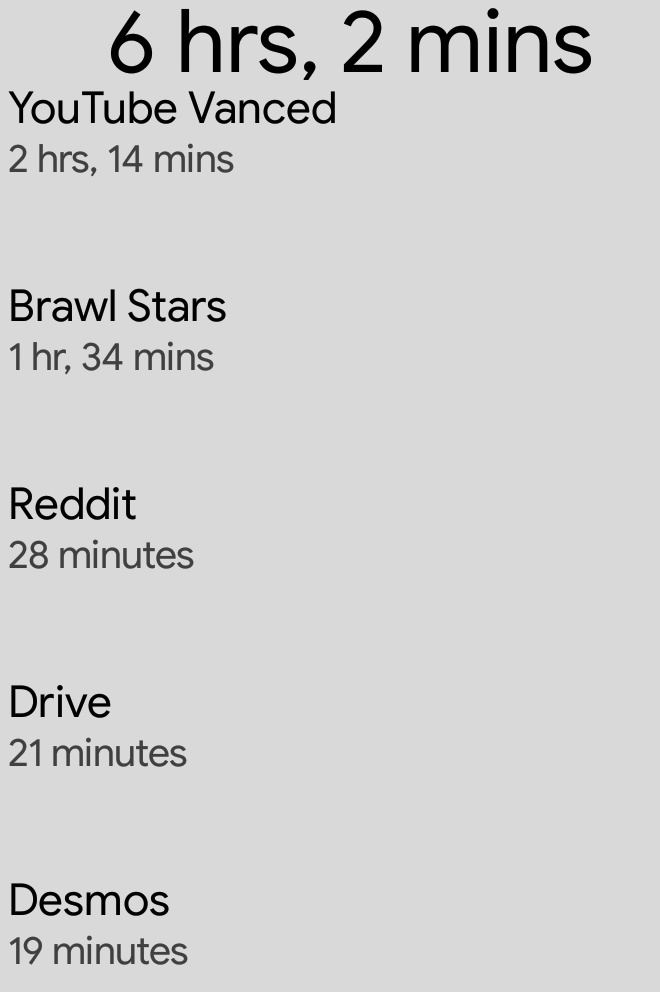 6 hrs, 2 mins
YouTube Vanced
2 hrs, 14 mins
Brawl Stars
1 hr, 34 mins
Reddit
28 minutes
Drive
21 minutes
Desmos
19 minutes